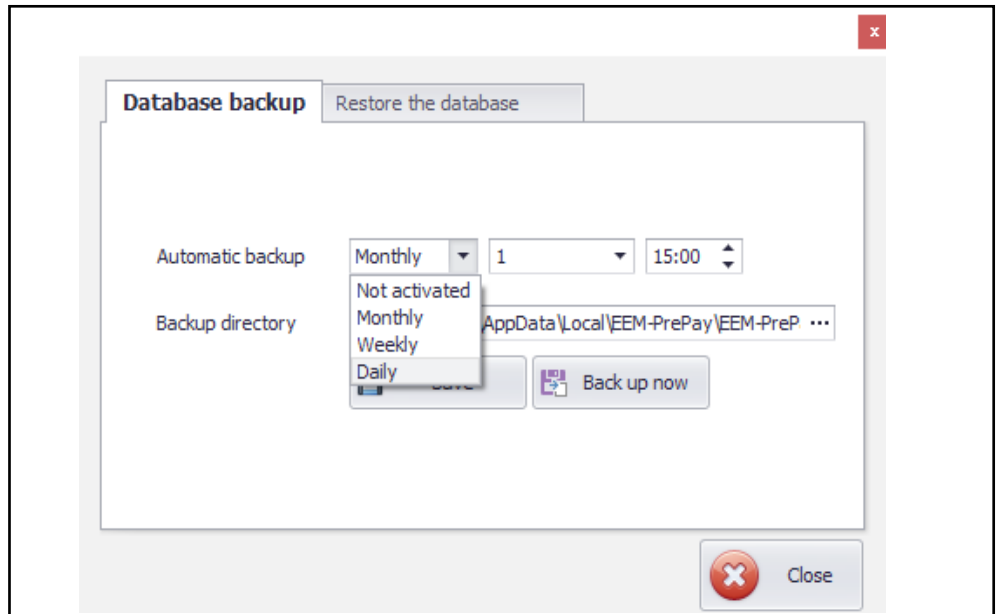 x
Database backup Restore the database
Automatic backup Monthly 1 15:00
Not activated
Monthly
Weekly
Daily
Backup directory AppData\Local\EEM-PrePay\EEM-PreP ...
Back up now
Close